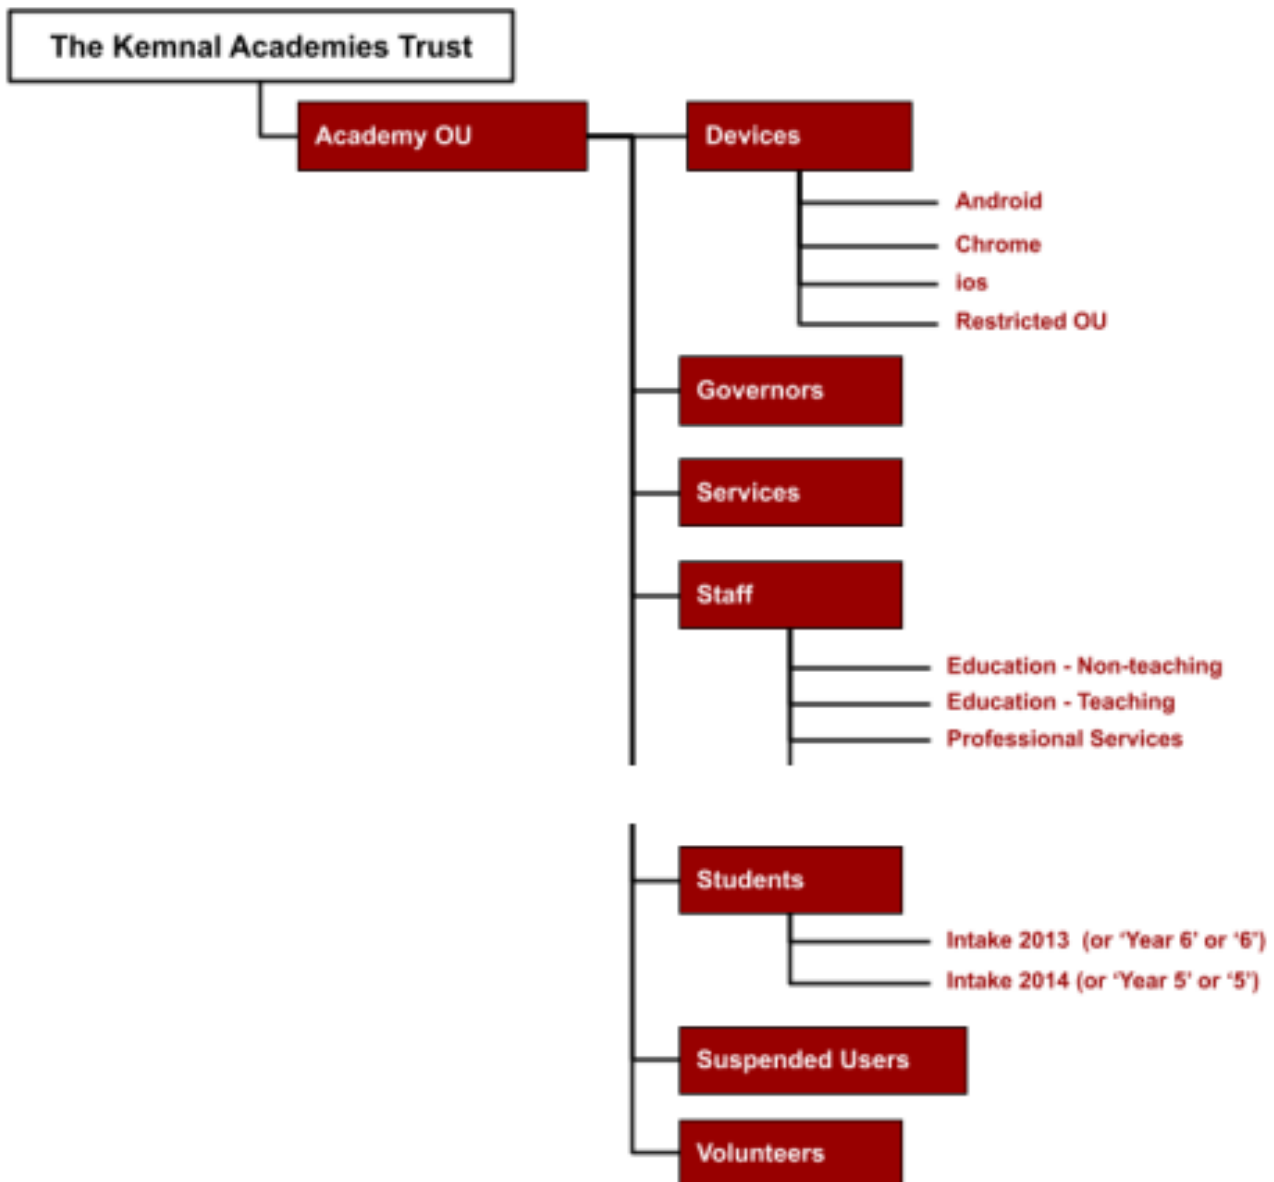 The Kemnal Academies Trust
Academy OU
Devices
Android
Chrome
ios
Restricted OU
Governors
Services
Staff
Education - Non-teaching
Education - Teaching
Professional Services
Students
Intake 2013  (or ‘Year 6’ or ‘6’)
Intake 2014 (or ‘Year 5’ or ‘5’)
Suspended Users
Volunteers